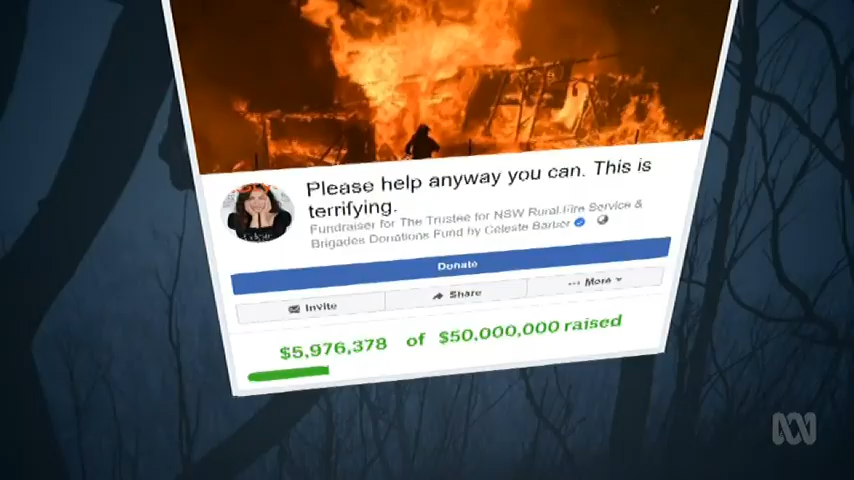 Please help anyway you can. This is
terrifying.
Fundraiser for The Trustee for NSW Rural Fire Service &
Brigades Donations Fund by Celeste Barber
Donate
Invite
Share
More
$5,976,378 of $50,000,000 raised